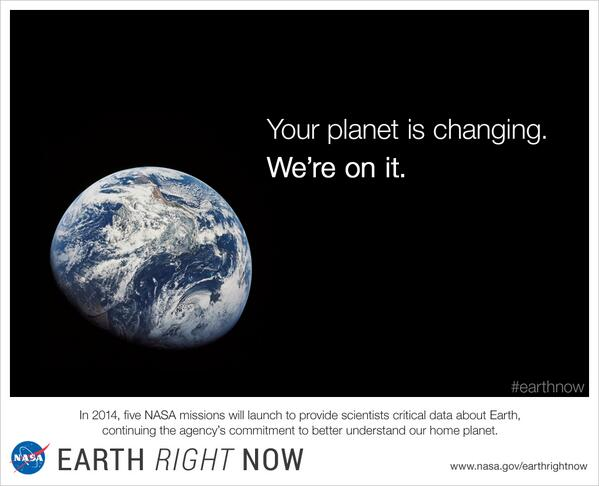 Your planet is changing.
We're on it.
#earthnow
In 2014, five NASA missions will launch to provide scientists critical data about Earth,
continuing the agency's commitment to better understand our home planet.
NASA
EARTH RIGHT NOW
www.nasa.gov/earthrightnow